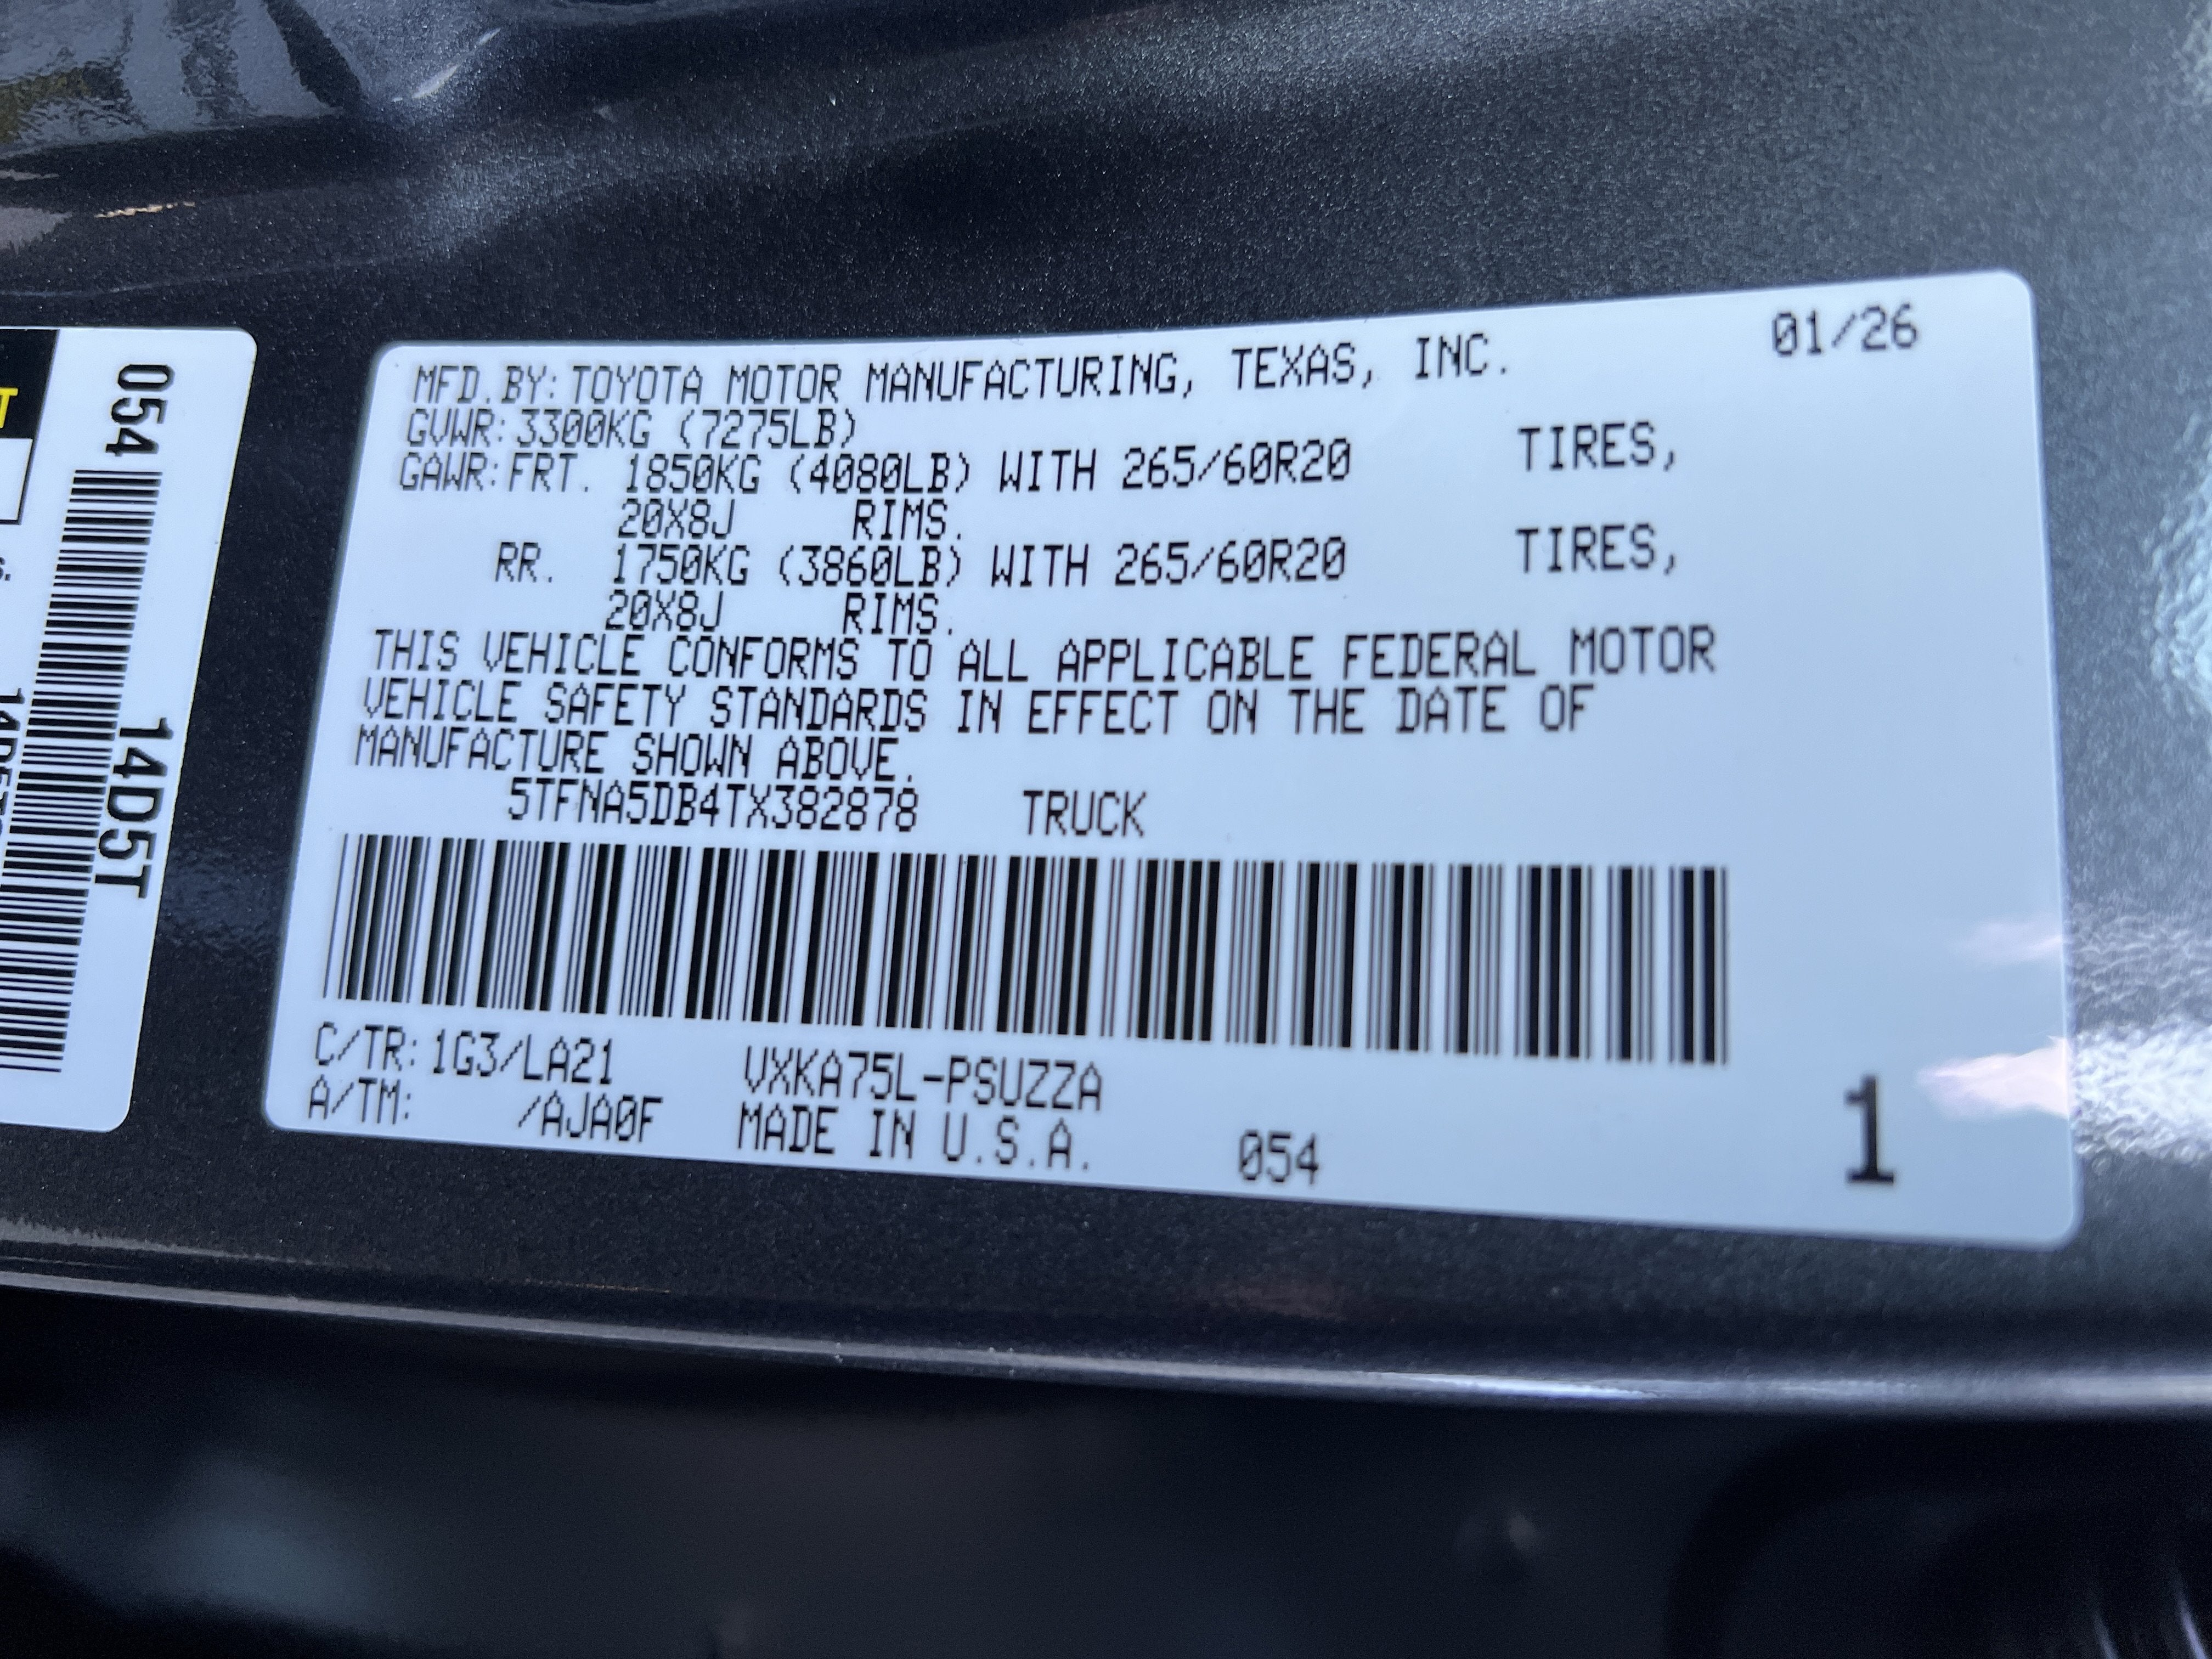 MFD.BY:TOYOTA MOTOR MANUFACTURING, TEXAS, INC. 01/26
GVWR:3300KG (7275LB)
GAWR:FRT. 1850KG (4080LB) WITH 265/60R20 TIRES,
20X8J RIMS.
RR. 1750KG (3860LB) WITH 265/60R20 TIRES,
20X8J RIMS.
THIS VEHICLE CONFORMS TO ALL APPLICABLE FEDERAL MOTOR
VEHICLE SAFETY STANDARDS IN EFFECT ON THE DATE OF
MANUFACTURE SHOWN ABOVE.
5TFNA5DB4TX382878 TRUCK
C/TR:1G3/LA21 VXKA75L-PSUZZA
A/TM: /AJA0F MADE IN U.S.A. 054
1
054 14D5T